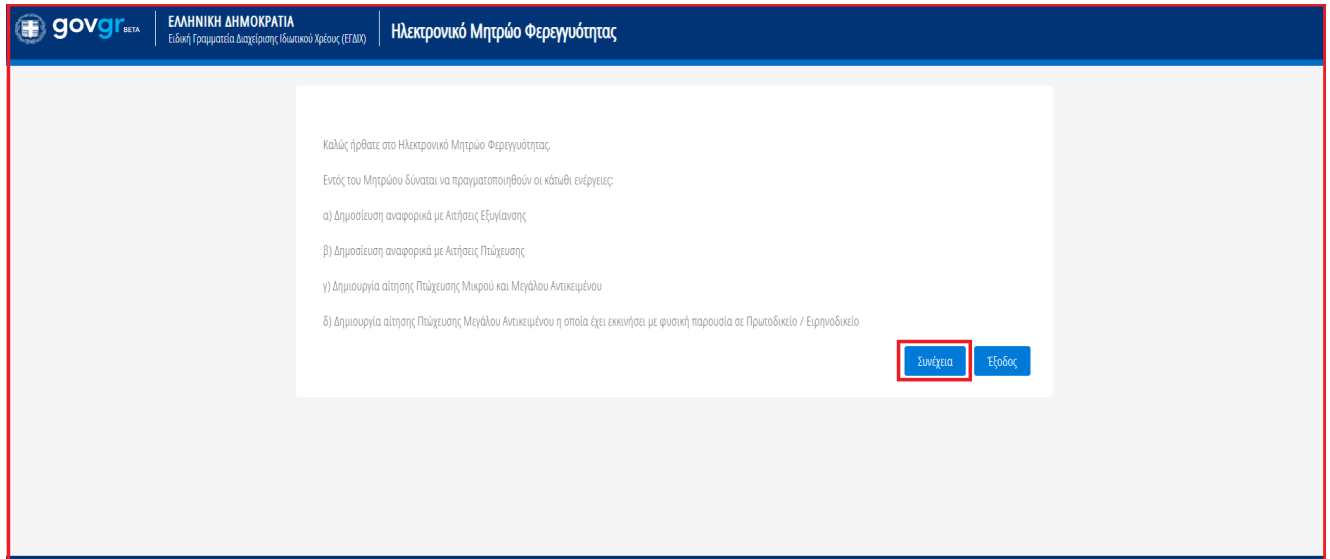 govgr BETA
ΕΛΛΗΝΙΚΗ ΔΗΜΟΚΡΑΤΙΑ
Ειδική Γραμματεία Διαχείρισης Ιδιωτικού Χρέους (ΕΓΔΙΧ)
Ηλεκτρονικό Μητρώο Φερεγγυότητας
Καλώς ήρθατε στο Ηλεκτρονικό Μητρώο Φερεγγυότητας.
Εντός του Μητρώου δύναται να πραγματοποιηθούν οι κάτωθι ενέργειες:
α) Δημοσίευση αναφορικά με Αιτήσεις Εξυγίανσης
β) Δημοσίευση αναφορικά με Αιτήσεις Πτώχευσης
γ) Δημιουργία αίτησης Πτώχευσης Μικρού και Μεγάλου Αντικειμένου
δ) Δημιουργία αίτησης Πτώχευσης Μεγάλου Αντικειμένου η οποία έχει εκκινήσει με φυσική παρουσία σε Πρωτοδικείο / Ειρηνοδικείο
Συνέχεια
Έξοδος